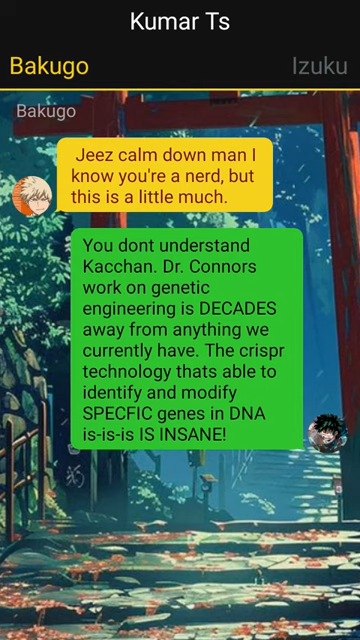 Kumar Ts
Bakugo
Izuku
Bakugo
Jeez calm down man I
know you're a nerd, but
this is a little much.
You dont understand
Kacchan. Dr. Connors
work on genetic
engineering is DECADES
away from anything we
currently have. The crispr
technology thats able to
identify and modify
SPECFIC genes in DNA
is-is-is IS INSANE!